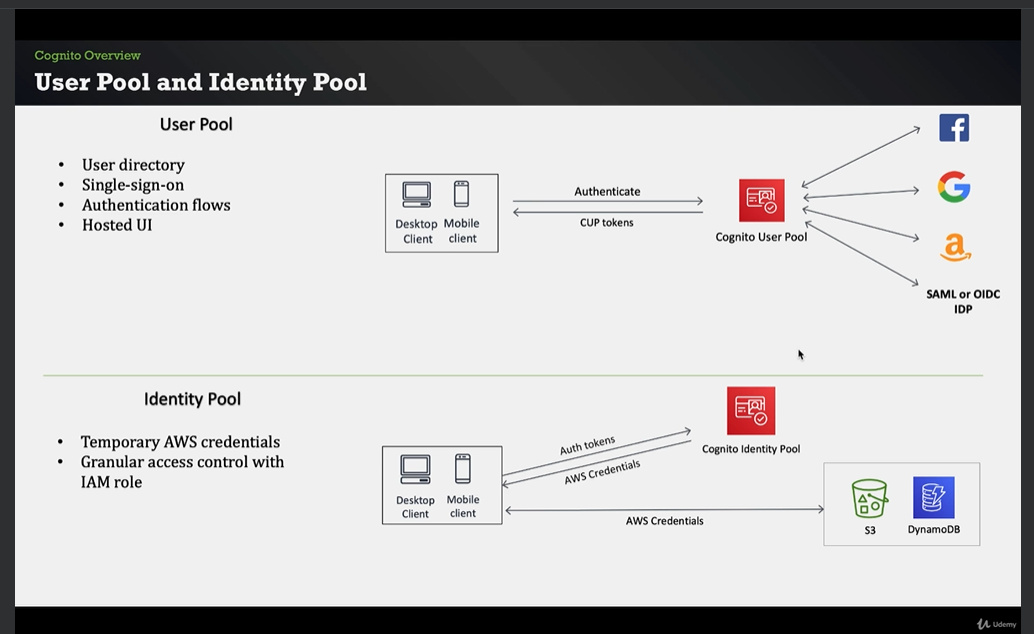 Cognito Overview
User Pool and Identity Pool
User Pool
• User directory
• Single-sign-on
• Authentication flows
• Hosted UI
Desktop Client
Mobile client
Authenticate
CUP tokens
Cognito User Pool
SAML or OIDC
IDP
Identity Pool
• Temporary AWS credentials
• Granular access control with
IAM role
Desktop Client
Mobile client
Auth tokens
AWS Credentials
Cognito Identity Pool
AWS Credentials
S3
DynamoDB
Udemy